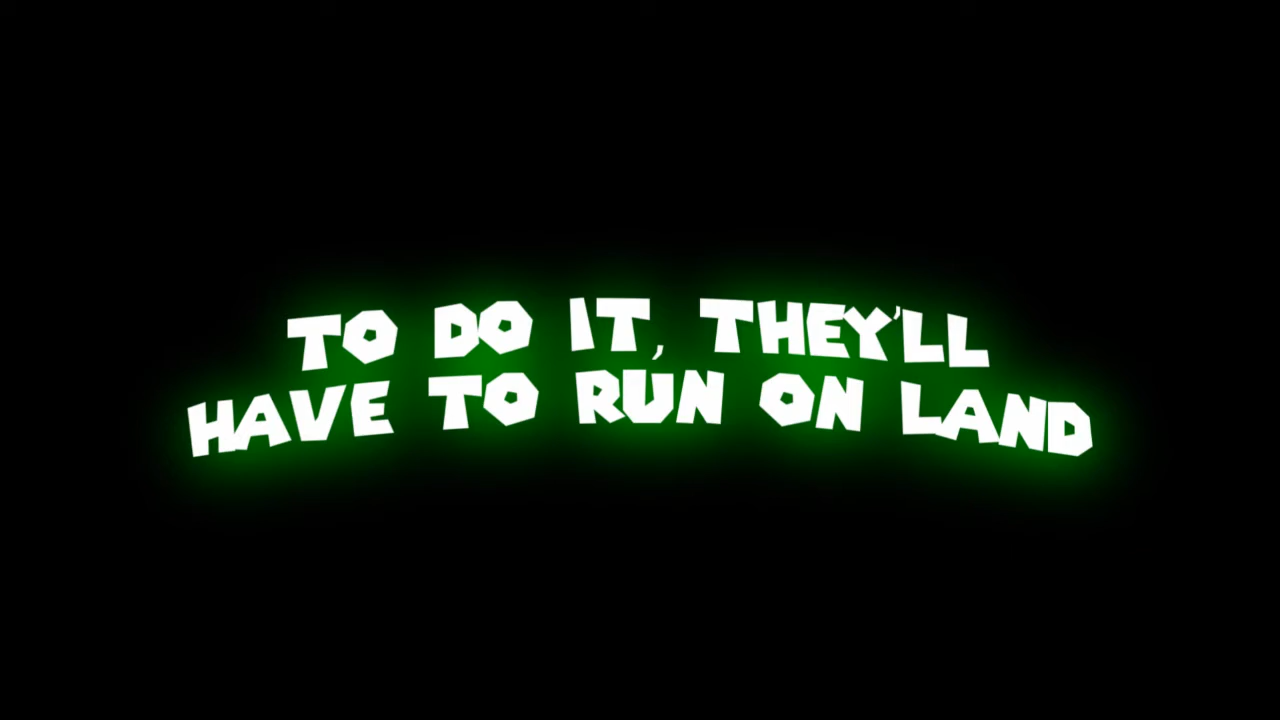 TO DO IT, THEY'LL
HAVE TO RUN ON LAND